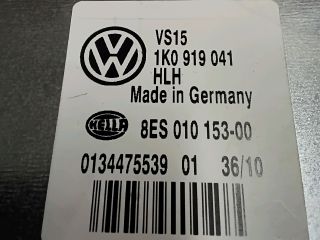 VS15
1K0 919 041
HLH
Made in Germany
HELLA
8ES 010 153-00
0134475539 01 36/10